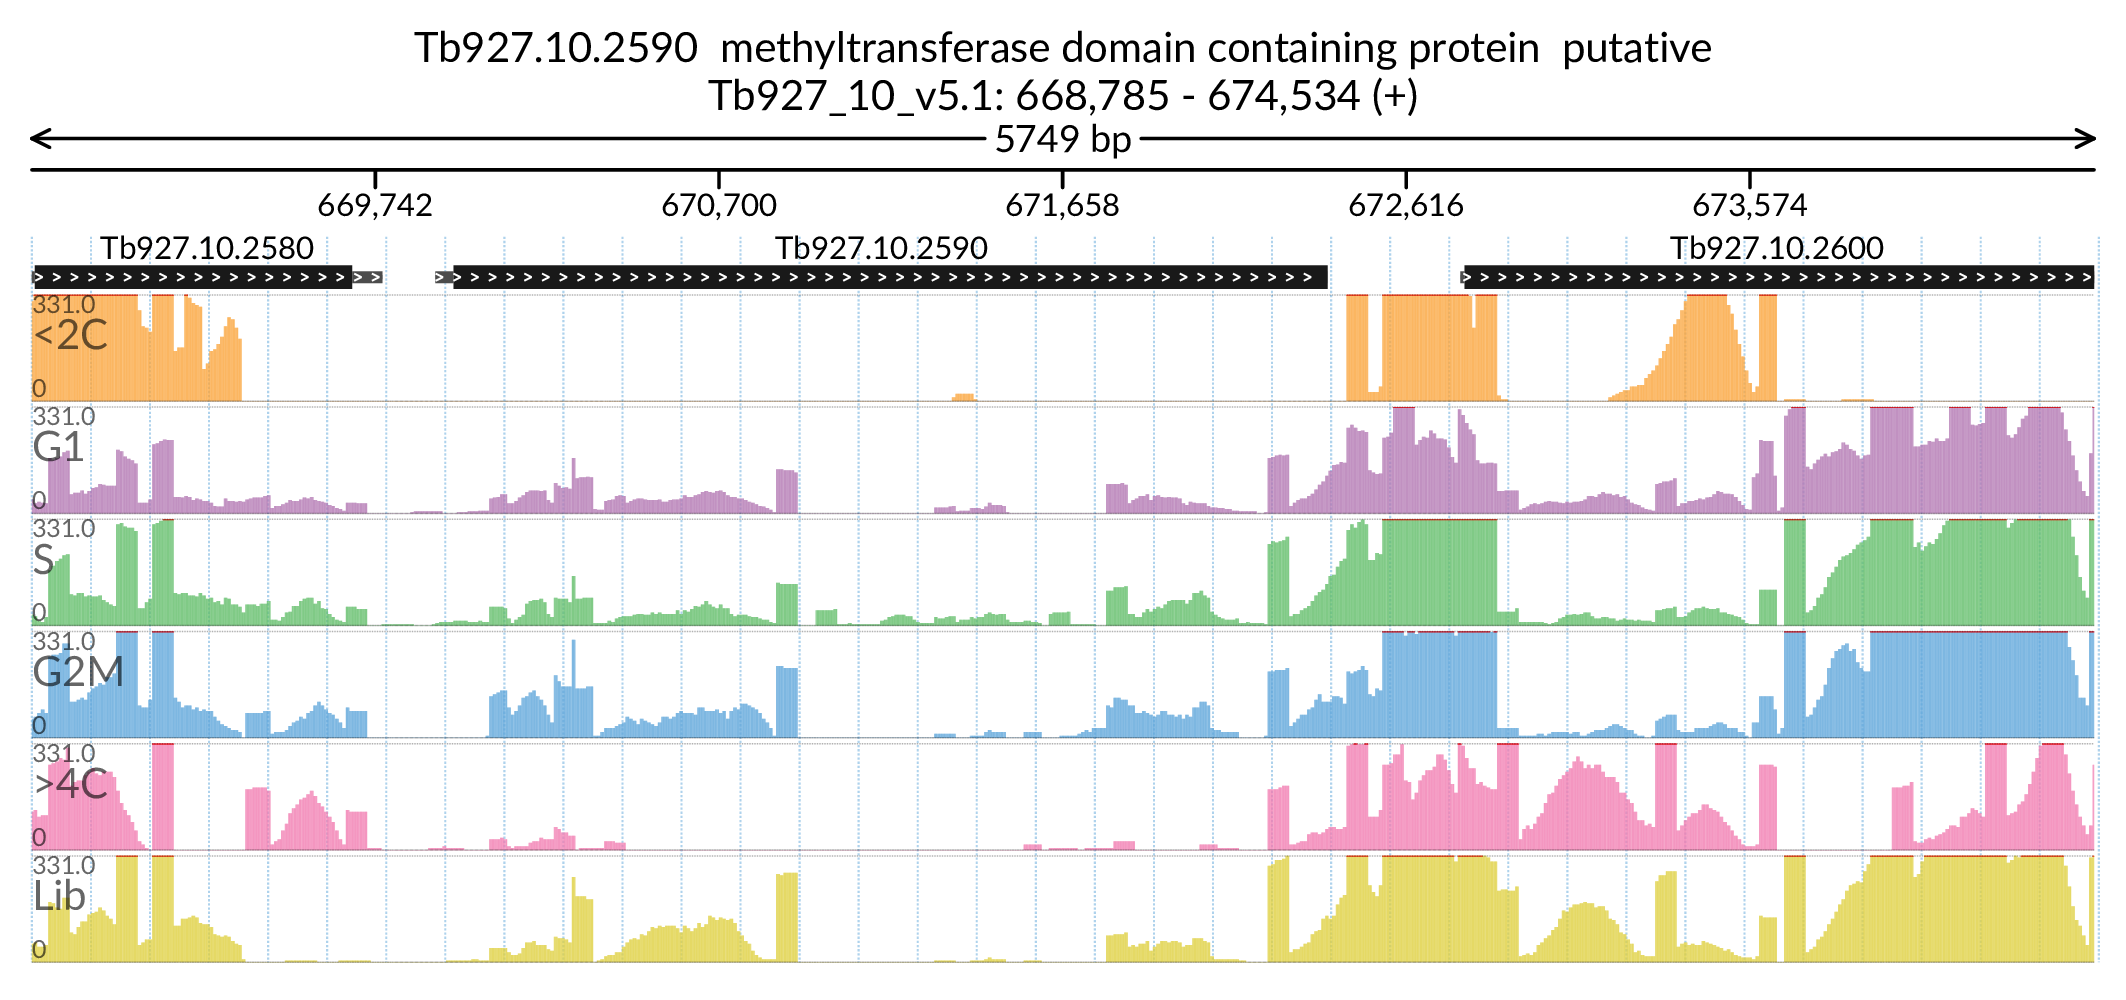 Tb927.10.2590  methyltransferase domain containing protein  putative
Tb927_10_v5.1: 668,785 - 674,534 (+)
5749 bp
669,742 670,700 671,658 672,616 673,574
Tb927.10.2580 Tb927.10.2590 Tb927.10.2600
331.0
<2C
0
331.0
G1
0
331.0
S
0
331.0
G2M
0
331.0
>4C
0
331.0
Lib
0